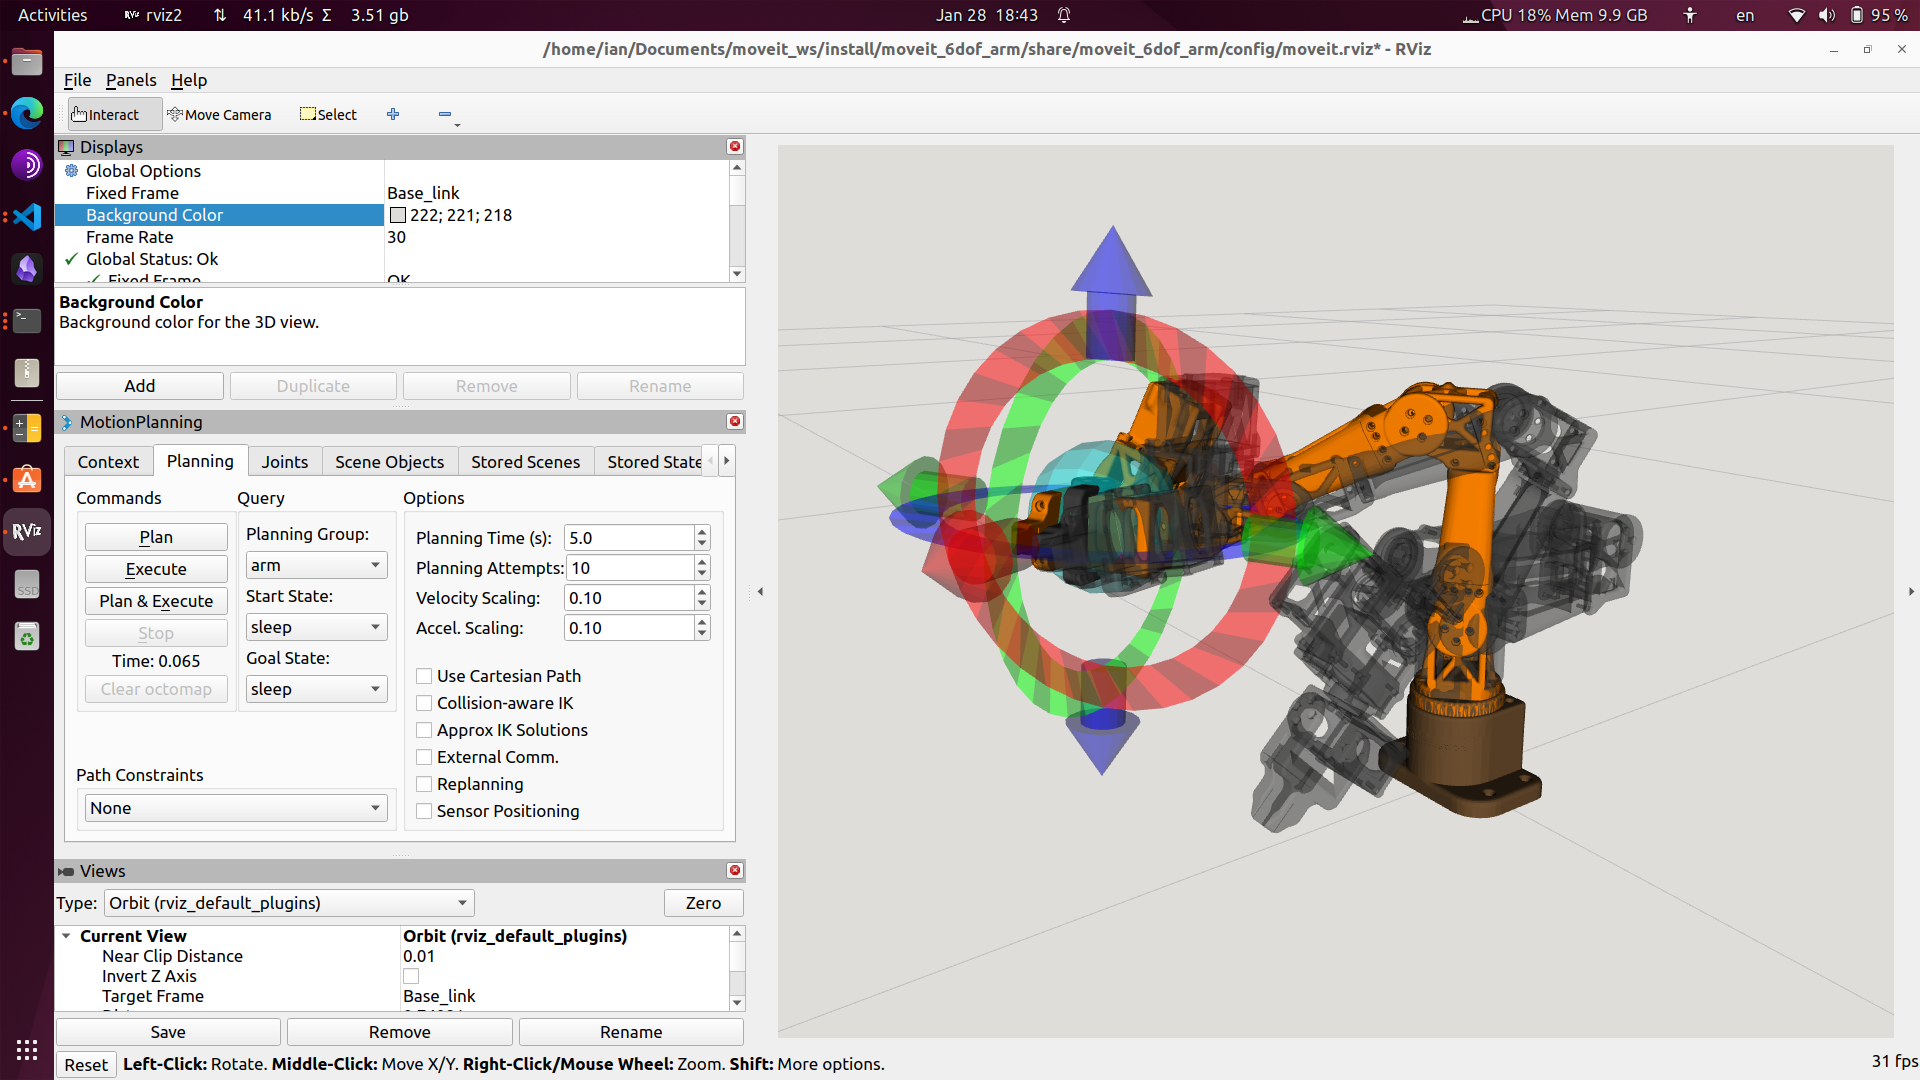 Activities
RViz rviz2
41.1 kb/s Σ 3.51 gb
Jan 28 18:43
CPU 18% Mem 9.9 GB
en
95 %
/home/ian/Documents/moveit_ws/install/moveit_6dof_arm/share/moveit_6dof_arm/config/moveit.rviz* - RViz
File Panels Help
Interact Move Camera Select
Displays
Global Options
Fixed Frame Base_link
Background Color 222; 221; 218
Frame Rate 30
Global Status: Ok
Fixed Frame OK
Background Color
Background color for the 3D view.
Add Duplicate Remove Rename
MotionPlanning
Context Planning Joints Scene Objects Stored Scenes Stored State
Commands Query Options
Plan
Execute
Plan & Execute
Stop
Time: 0.065
Clear octomap
Planning Group:
arm
Start State:
sleep
Goal State:
sleep
Path Constraints
None
Planning Time (s): 5.0
Planning Attempts: 10
Velocity Scaling: 0.10
Accel. Scaling: 0.10
Use Cartesian Path
Collision-aware IK
Approx IK Solutions
External Comm.
Replanning
Sensor Positioning
RViz
SSD
Views
Type: Orbit (rviz_default_plugins) Zero
Current View Orbit (rviz_default_plugins)
Near Clip Distance 0.01
Invert Z Axis
Target Frame Base_link
Save Remove Rename
Reset Left-Click: Rotate. Middle-Click: Move X/Y. Right-Click/Mouse Wheel: Zoom. Shift: More options.
31 fps